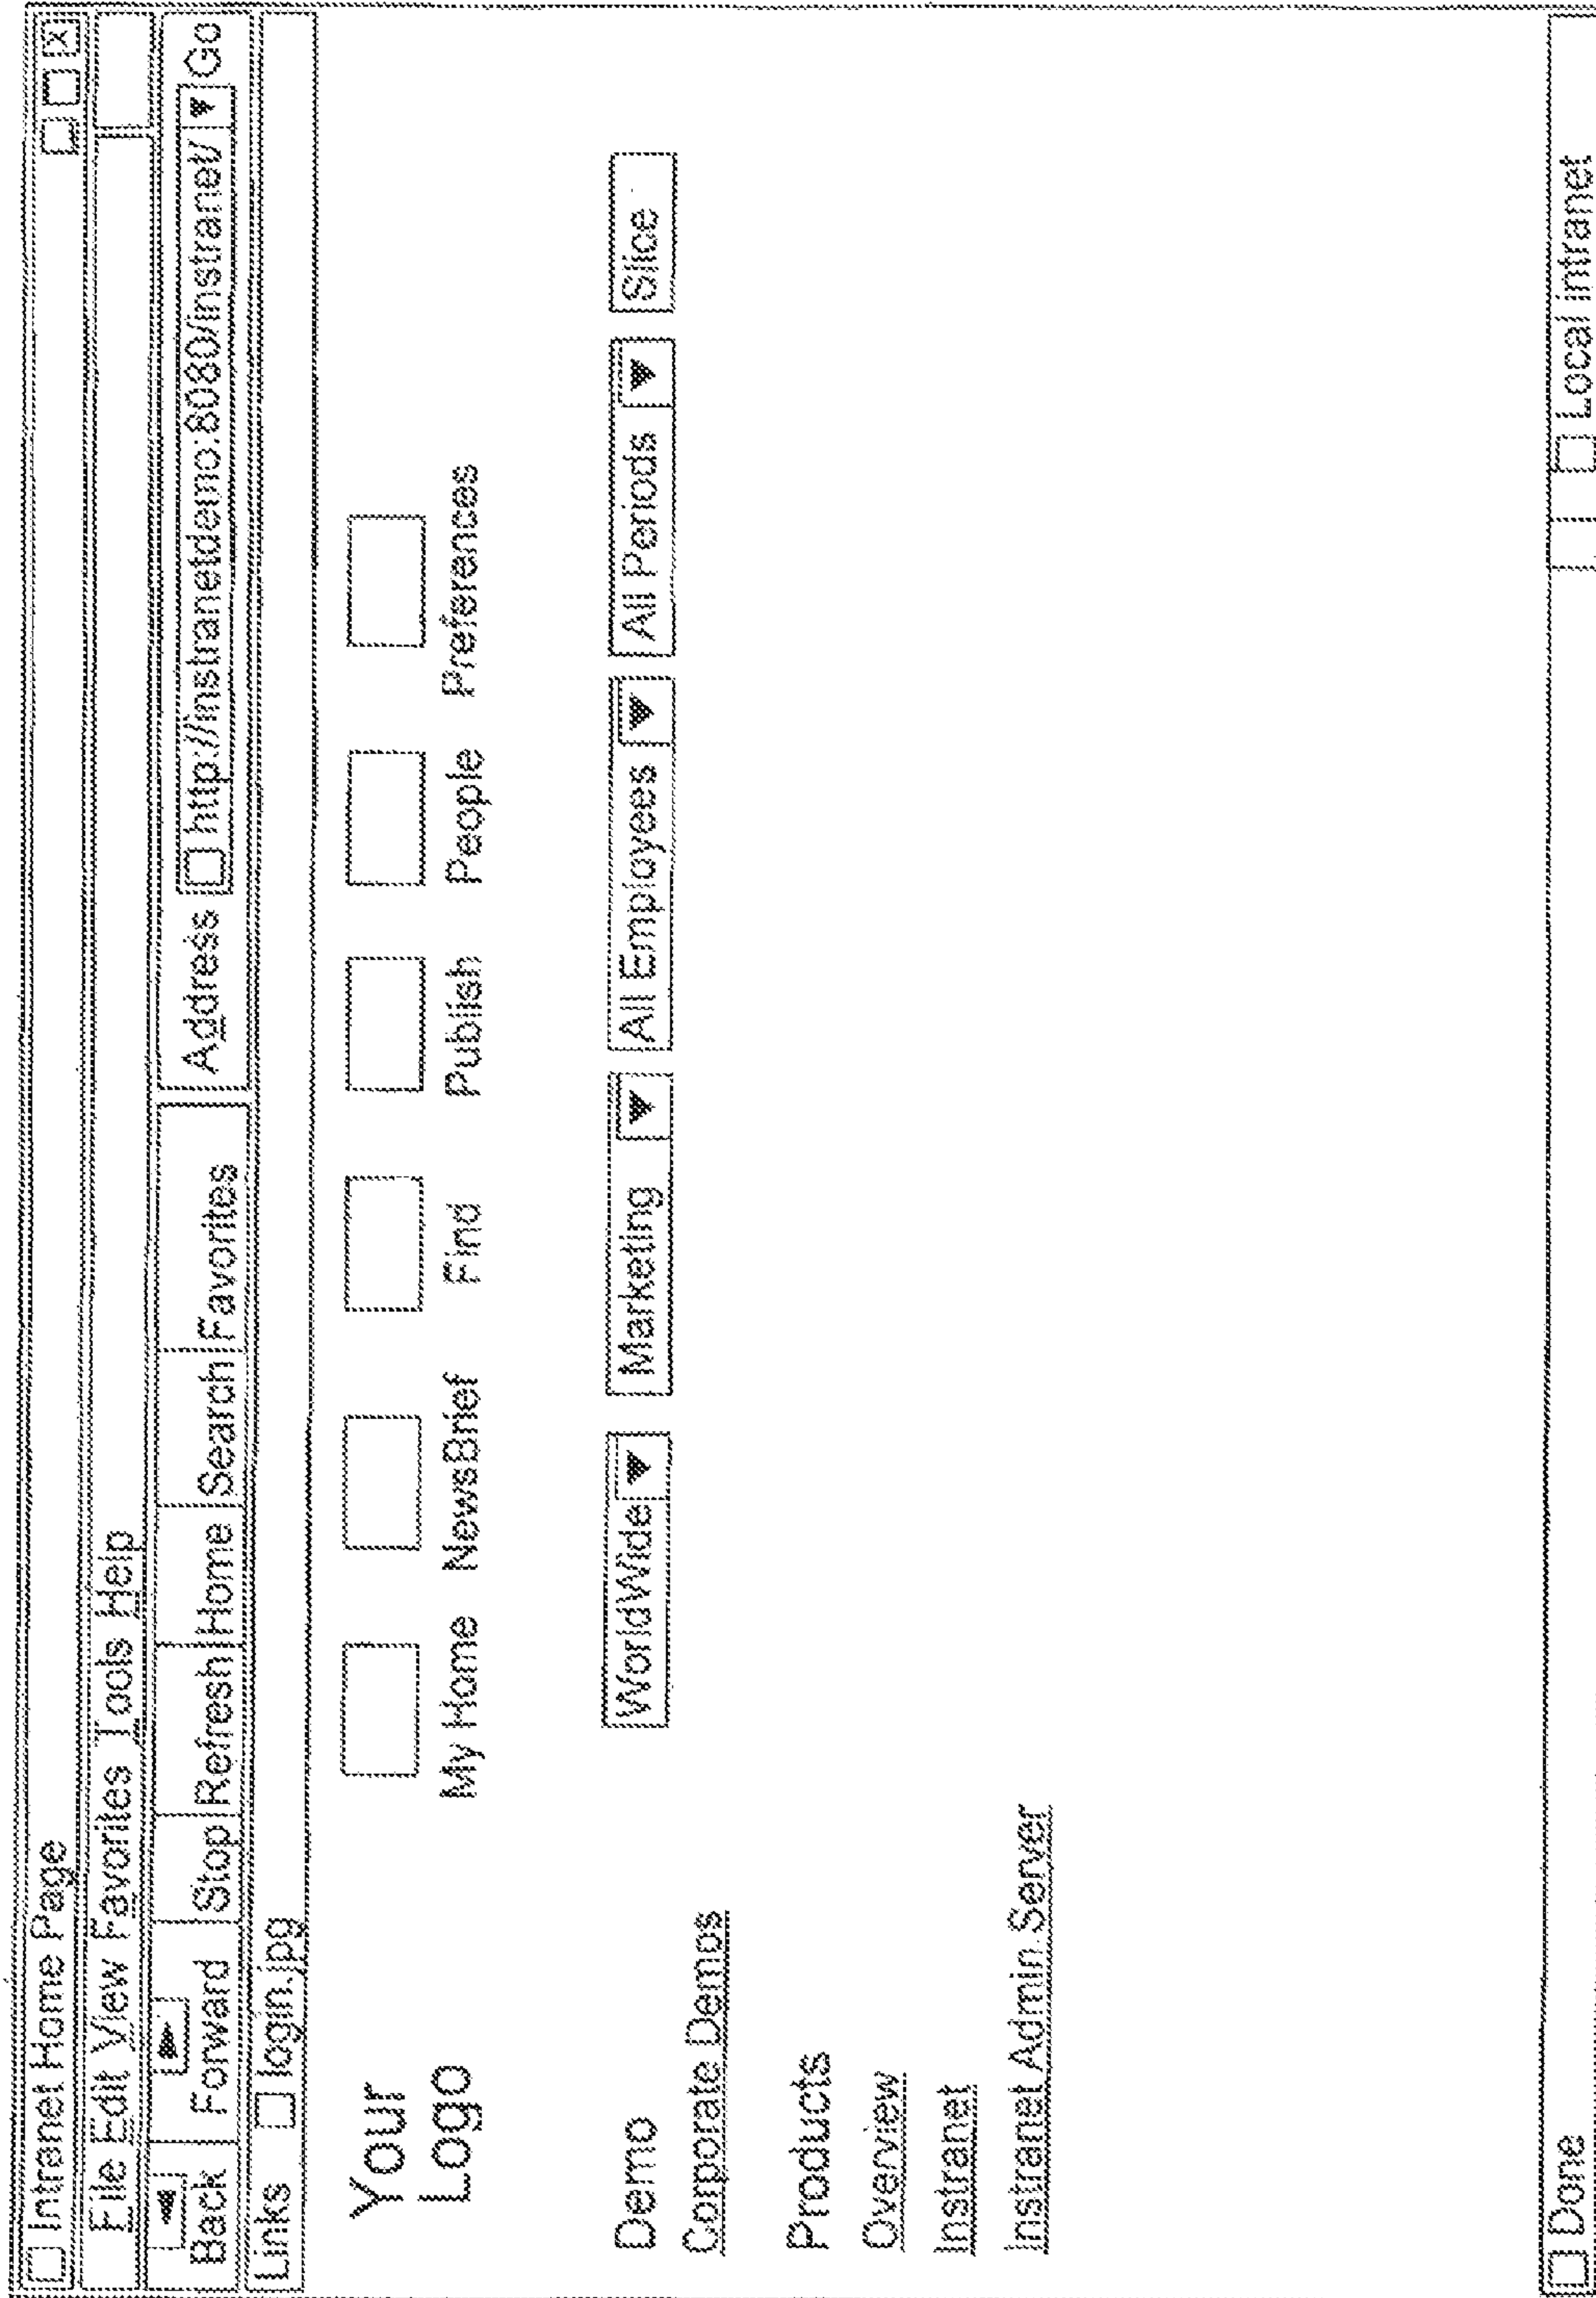 Intranet Home Page
File Edit View Favorites Tools Help
Back Forward Stop Refresh Home Search Favorites Address http://instranetdemo:8080/instranet/ Go
Links login.jpg
Your
Logo
My Home NewsBrief Find Publish People Preferences
WorldWide Marketing All Employees All Periods Slice
Demo
Corporate Demos
Products
Overview
Instranet
Instranet Admin Server
Done Local intranet